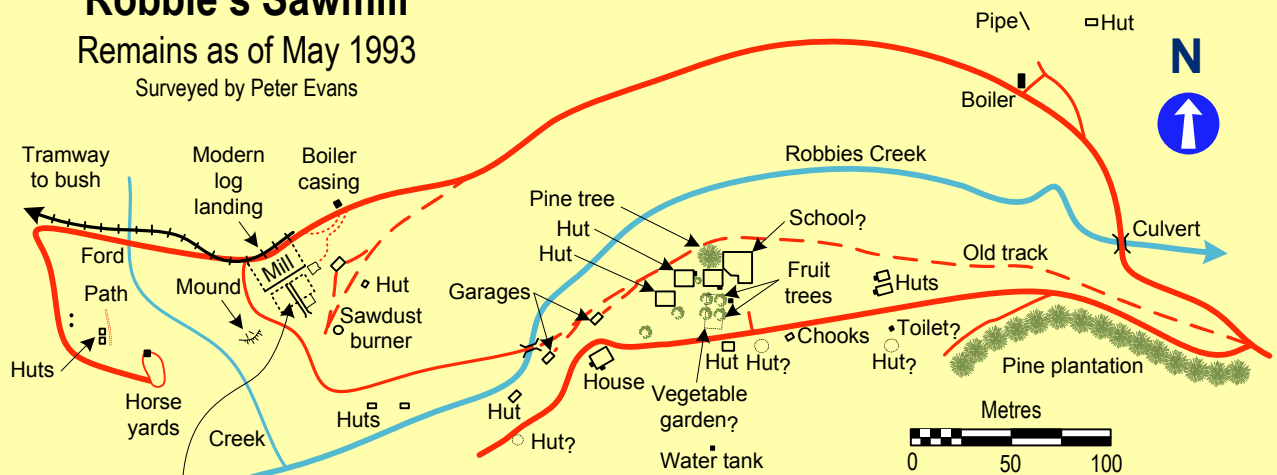 Robbie's Sawmill
Remains as of May 1993
Surveyed by Peter Evans
Pipe
Hut
N
Boiler
Tramway
to bush
Modern
log
landing
Boiler
casing
Robbies Creek
Pine tree
School?
Hut
Hut
Culvert
Ford
Mill
Old track
Path
Mound
Hut
Garages
Fruit
trees
Huts
Sawdust
burner
Chooks
Toilet?
Huts
House
Hut
Hut?
Hut?
Pine plantation
Horse
yards
Huts
Hut
Vegetable
garden?
Metres
Creek
Hut?
Water tank
0
50
100